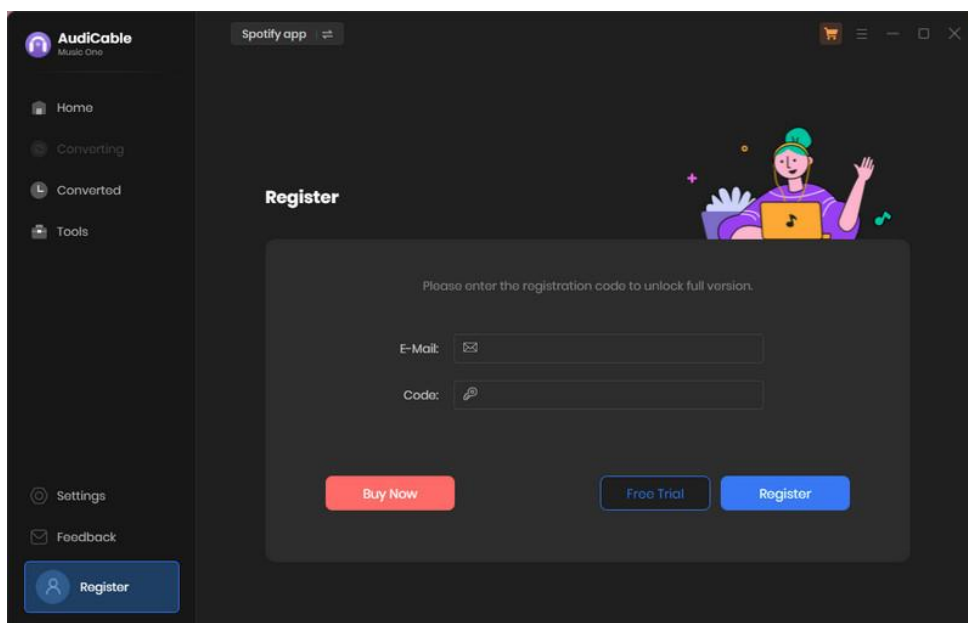 AudiCable
Music One
Spotify app
Home
Converting
Converted
Tools
Register
Please enter the registration code to unlock full version.
E-Mail:
Code:
Buy Now
Free Trial
Register
Settings
Feedback
Register